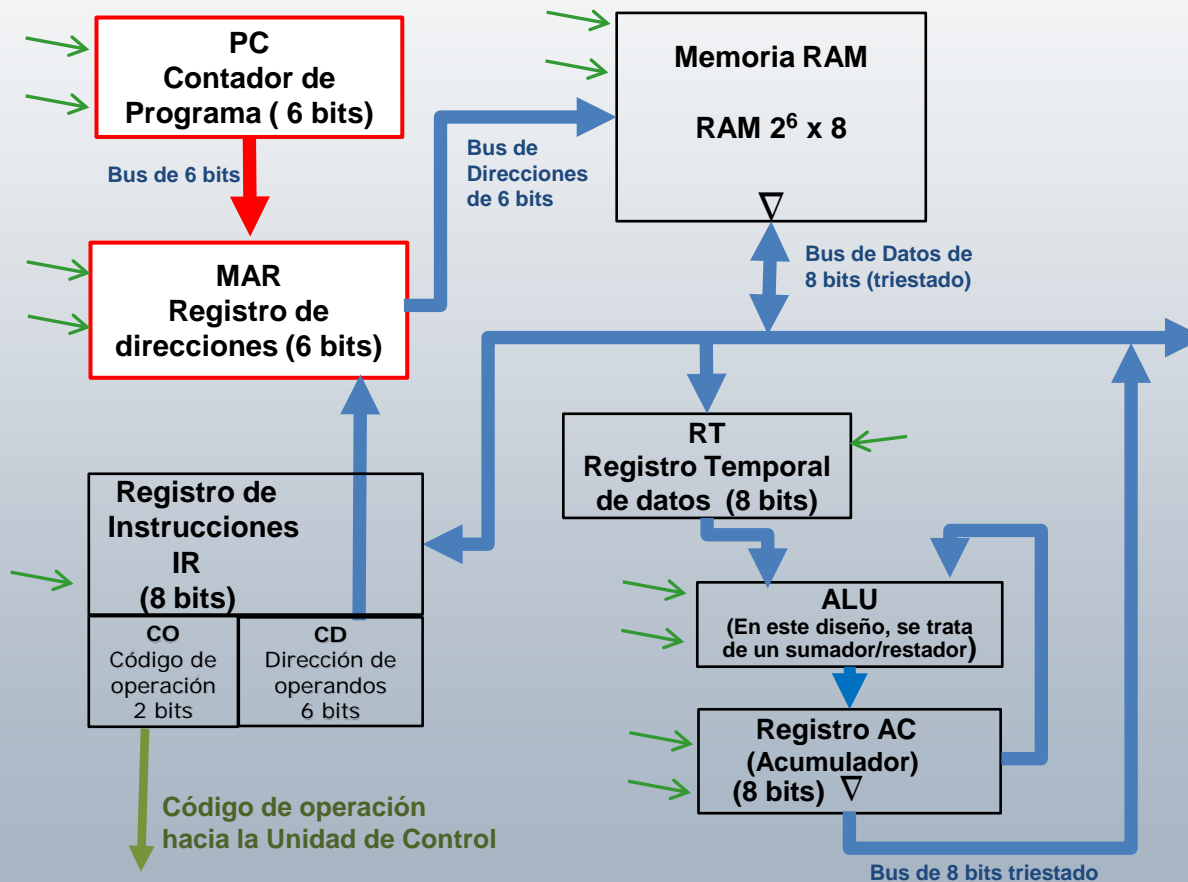 PC
Contador de
Programa ( 6 bits)
Bus de 6 bits
MAR
Registro de
direcciones (6 bits)
Bus de
Direcciones
de 6 bits
Memoria RAM
RAM 2⁶ x 8
Bus de Datos de
8 bits (triestado)
RT
Registro Temporal
de datos (8 bits)
Registro de
Instrucciones
IR
(8 bits)
CO
Código de
operación
2 bits
CD
Dirección de
operandos
6 bits
ALU
(En este diseño, se trata
de un sumador/restador)
Registro AC
(Acumulador)
(8 bits)
Código de operación
hacia la Unidad de Control
Bus de 8 bits triestado